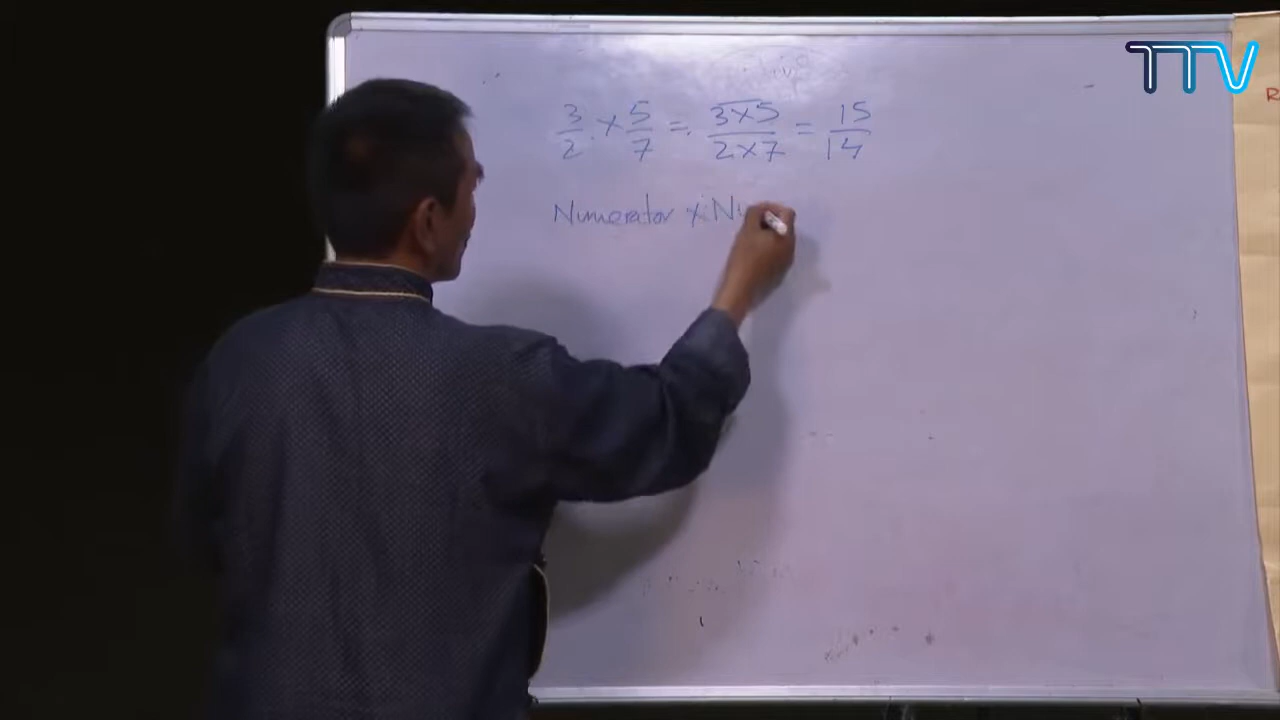 TTV
3/2 × 5/7 = 3×5/2×7 = 15/14
Numerator × Nu
R